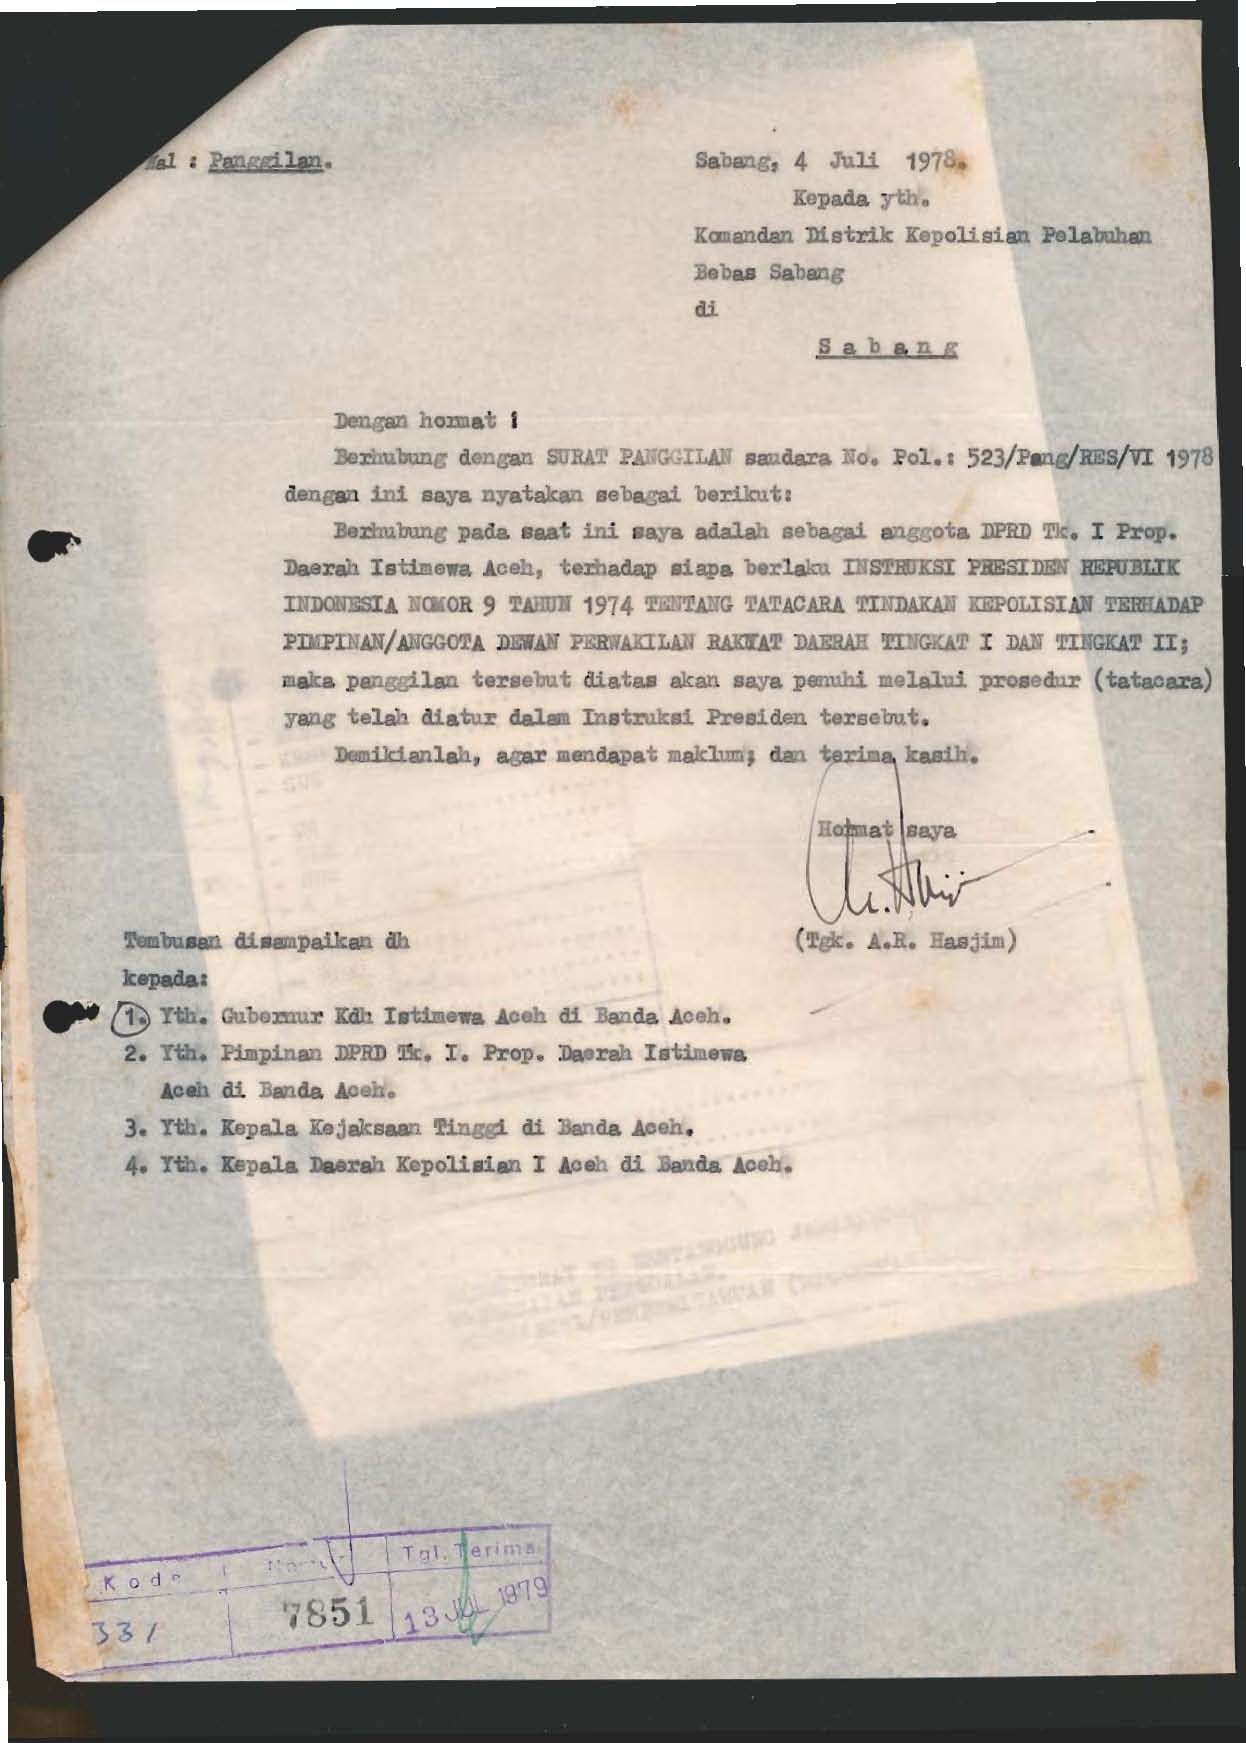 Hal : Panggilan.
Sabang, 4 Juli 1978.
Kepada yth.
Komandan Distrik Kepolisian Pelabuhan
Bebas Sabang
di
Sabang
Dengan hormat :
Berhubung dengan SURAT PANGGILAN saudara No. Pol.: 523/Pang/RES/VI 1978
dengan ini saya nyatakan sebagai berikut:
Berhubung pada saat ini saya adalah sebagai anggota DPRD Tk. I Prop.
Daerah Istimewa Aceh, terhadap siapa berlaku INSTRUKSI PRESIDEN REPUBLIK
INDONESIA NOMOR 9 TAHUN 1974 TENTANG TATACARA TINDAKAN KEPOLISIAN TERHADAP
PIMPINAN/ANGGOTA DEWAN PERWAKILAN RAKYAT DAERAH TINGKAT I DAN TINGKAT II;
maka panggilan tersebut diatas akan saya penuhi melalui prosedur (tatacara)
yang telah diatur dalam Instruksi Presiden tersebut.
Demikianlah, agar mendapat maklum; dan terima kasih.
Hormat saya
(Tgk. A.R. Hasjim)
Tembusan disampaikan dh
kepada:
1. Yth. Gubernur Kdh Istimewa Aceh di Banda Aceh.
2. Yth. Pimpinan DPRD Tk. I. Prop. Daerah Istimewa
Aceh di Banda Aceh.
3. Yth. Kepala Kejaksaan Tinggi di Banda Aceh.
4. Yth. Kepala Daerah Kepolisian I Aceh di Banda Aceh.
Kode Nomor Tgl. Terima
331 7851 13 JUL 1979